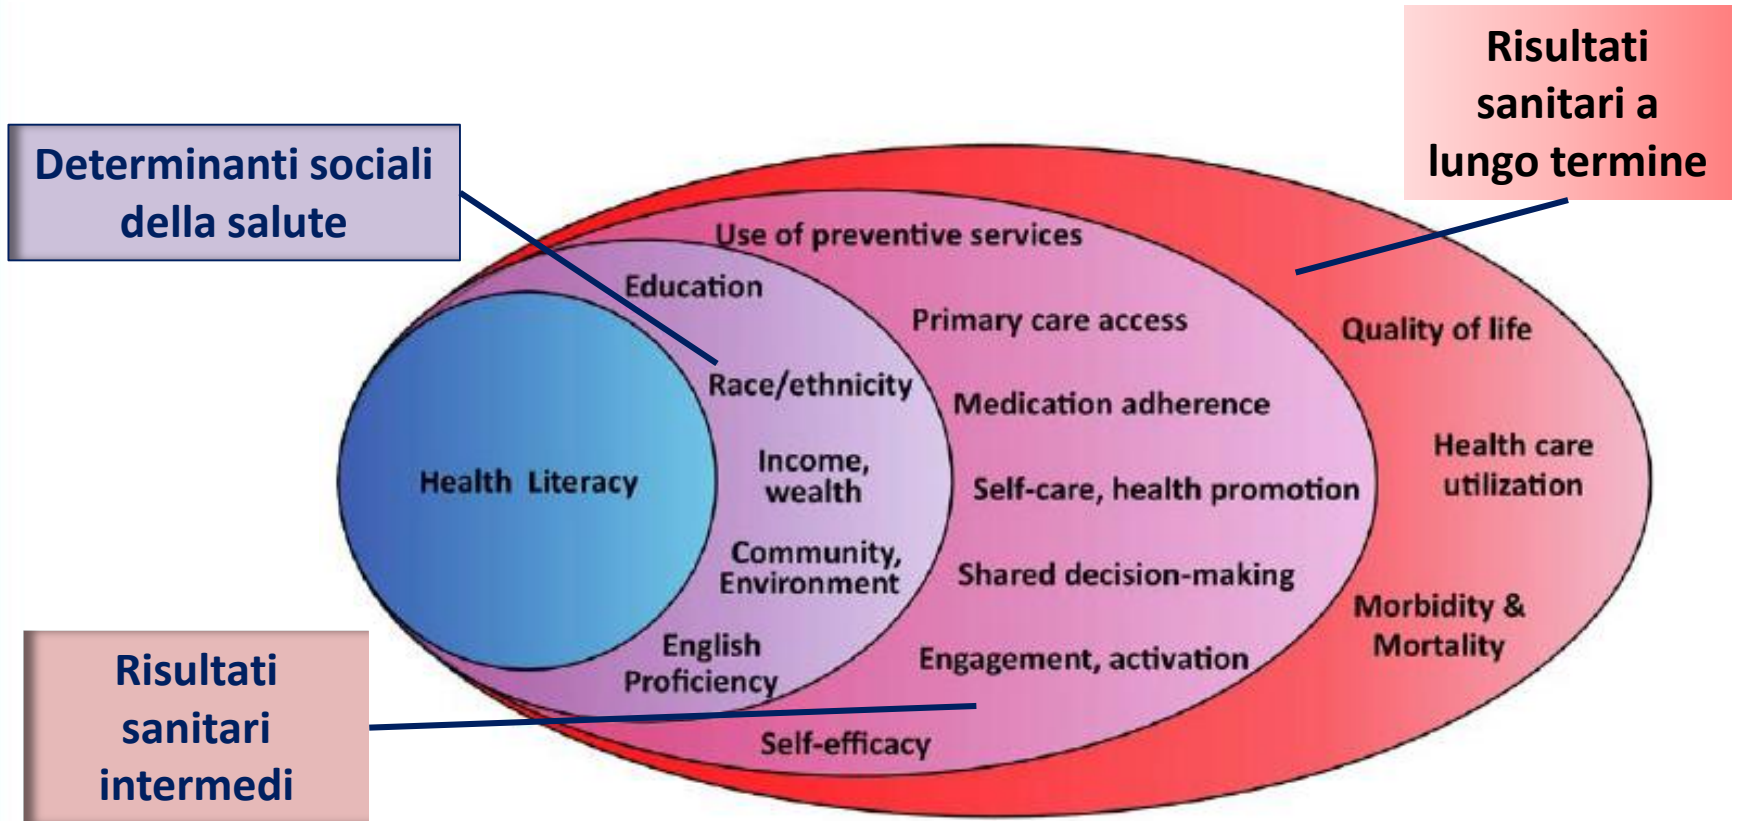 Risultati
sanitari a
lungo termine
Determinanti sociali
della salute
Risultati
sanitari
intermedi
Health Literacy
Education
Race/ethnicity
Income,
wealth
Community,
Environment
English
Proficiency
Use of preventive services
Primary care access
Medication adherence
Self-care, health promotion
Shared decision-making
Engagement, activation
Self-efficacy
Quality of life
Health care
utilization
Morbidity &
Mortality